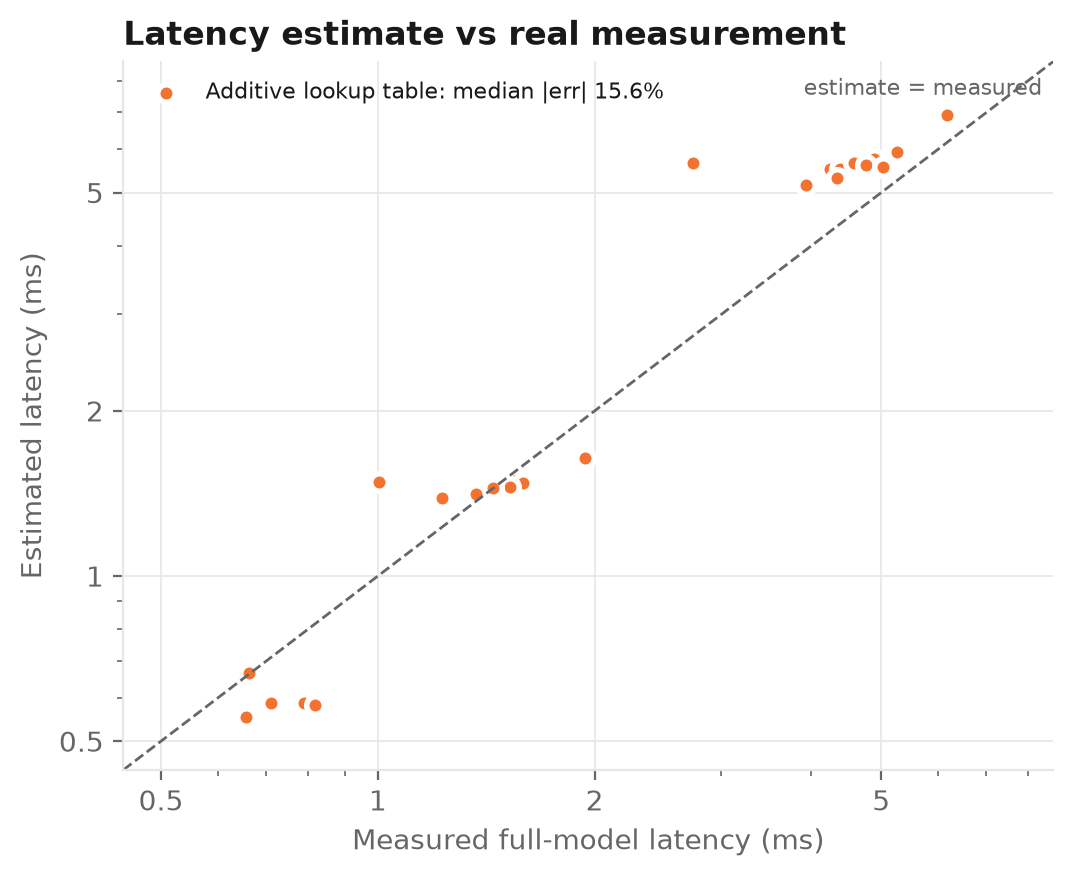 Latency estimate vs real measurement
Additive lookup table: median |err| 15.6%
estimate = measured
Estimated latency (ms)
5
2
1
0.5
0.5
1
2
5
Measured full-model latency (ms)